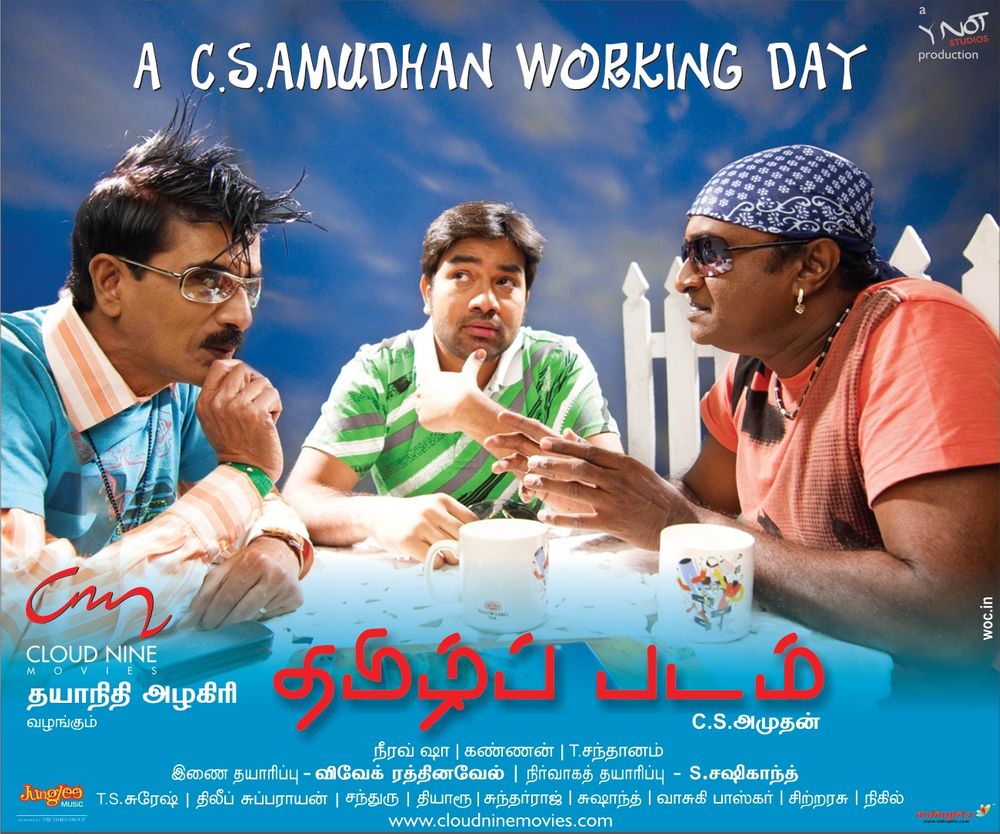 a
Y NOT
STUDIOS
production
A C.S.AMUDHAN WORKING DAY
woc.in
CLOUD NINE
MOVIES
தயாநிதி அழகிரி
வழங்கும்
தமிழ்ப் படம்
C.S.அமுதன்
நீரவ் ஷா | கண்ணன் | T.சந்தானம்
இணை தயாரிப்பு - விவேக் ரத்தினவேல் | நிர்வாகத் தயாரிப்பு - S.சஷிகாந்த்
Junglee
MUSIC
T.S.சுரேஷ் | திலீப் சுப்பராயன் | சந்துரு | தியாரூ | சுந்தர்ராஜ் | சுஷாந்த் | வாசுகி பாஸ்கர் | சிற்றரசு | நிகில்
www.cloudninemovies.com
indiaglitz